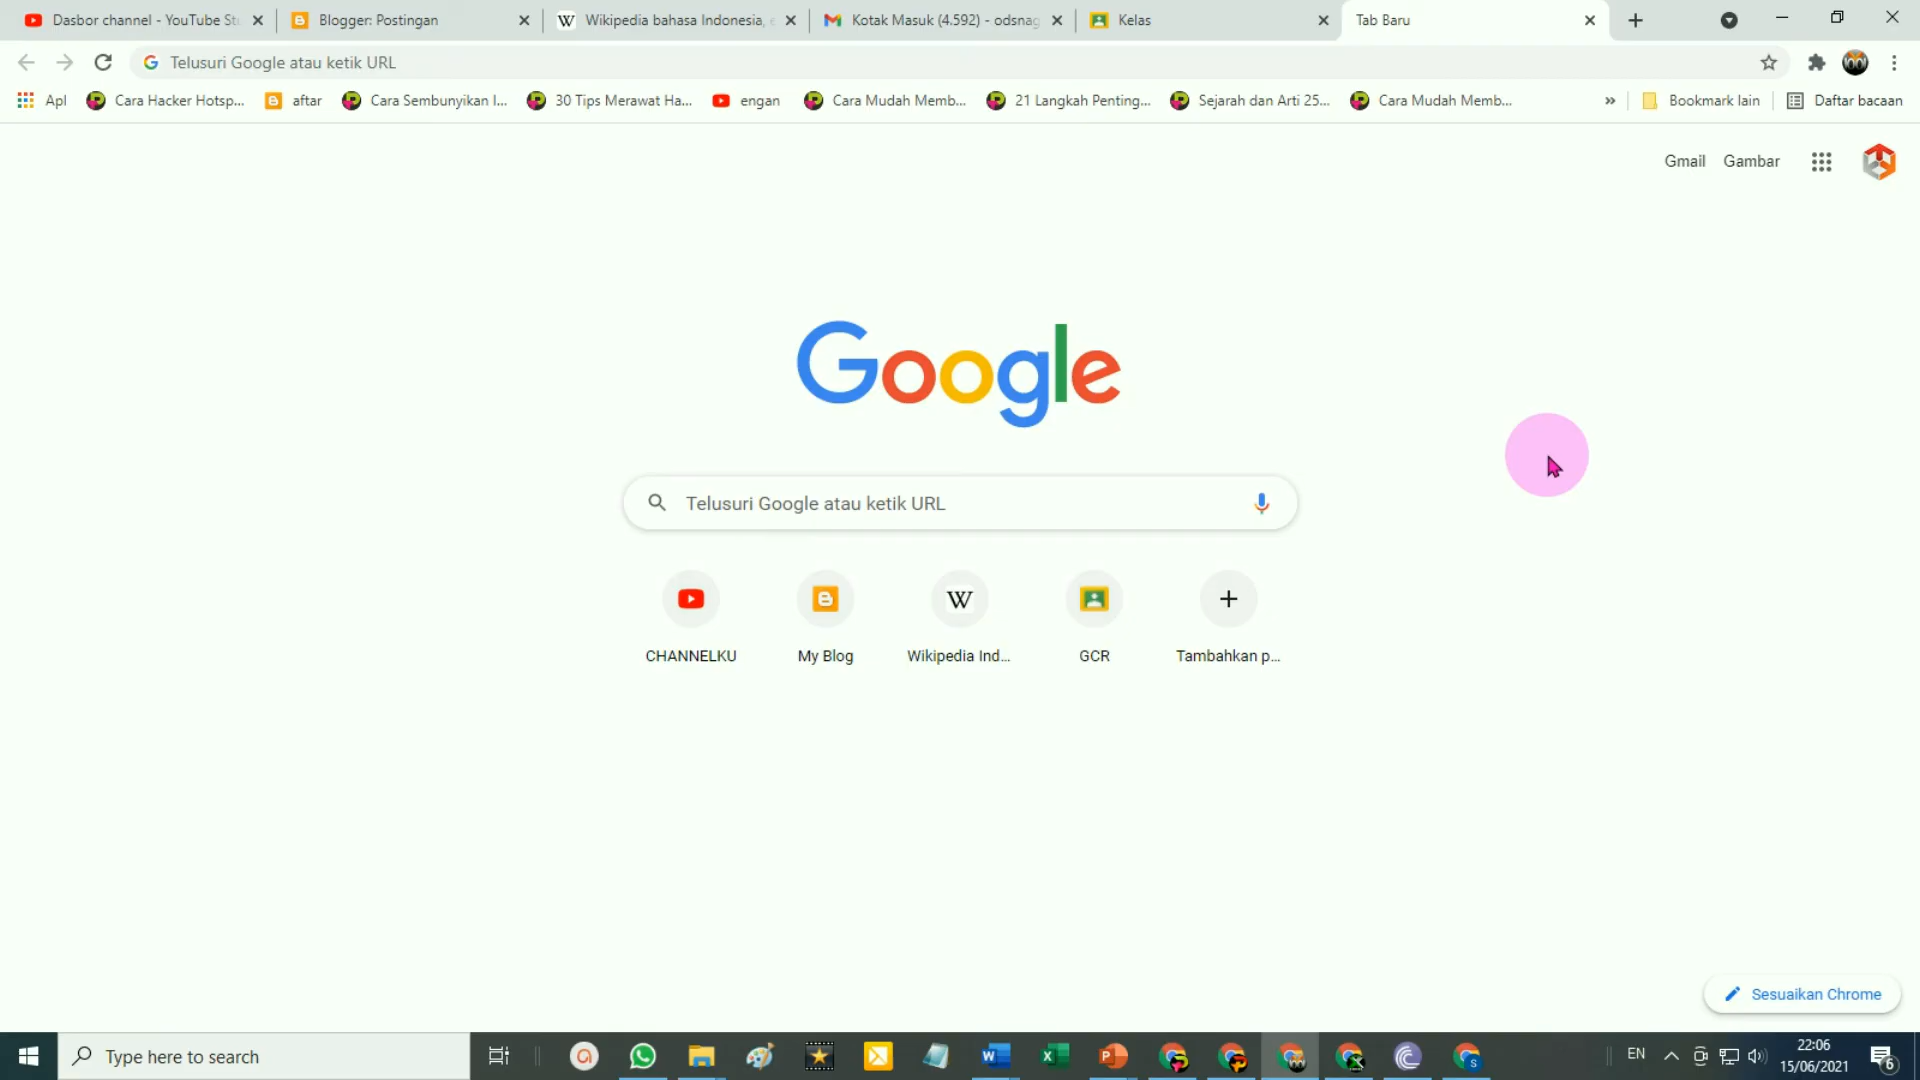 Dasbor channel - YouTube St
Blogger: Postingan
Wikipedia bahasa Indonesia, e
Kotak Masuk (4.592) - odsnag
Kelas
Tab Baru
Telusuri Google atau ketik URL
Apl
Cara Hacker Hotsp...
aftar
Cara Sembunyikan I...
30 Tips Merawat Ha...
engan
Cara Mudah Memb...
21 Langkah Penting...
Sejarah dan Arti 25...
Cara Mudah Memb...
»
Bookmark lain
Daftar bacaan
Gmail
Gambar
Google
Telusuri Google atau ketik URL
CHANNELKU
My Blog
W
Wikipedia Ind...
GCR
Tambahkan p...
Sesuaikan Chrome
Type here to search
EN
22:06
15/06/2021
6